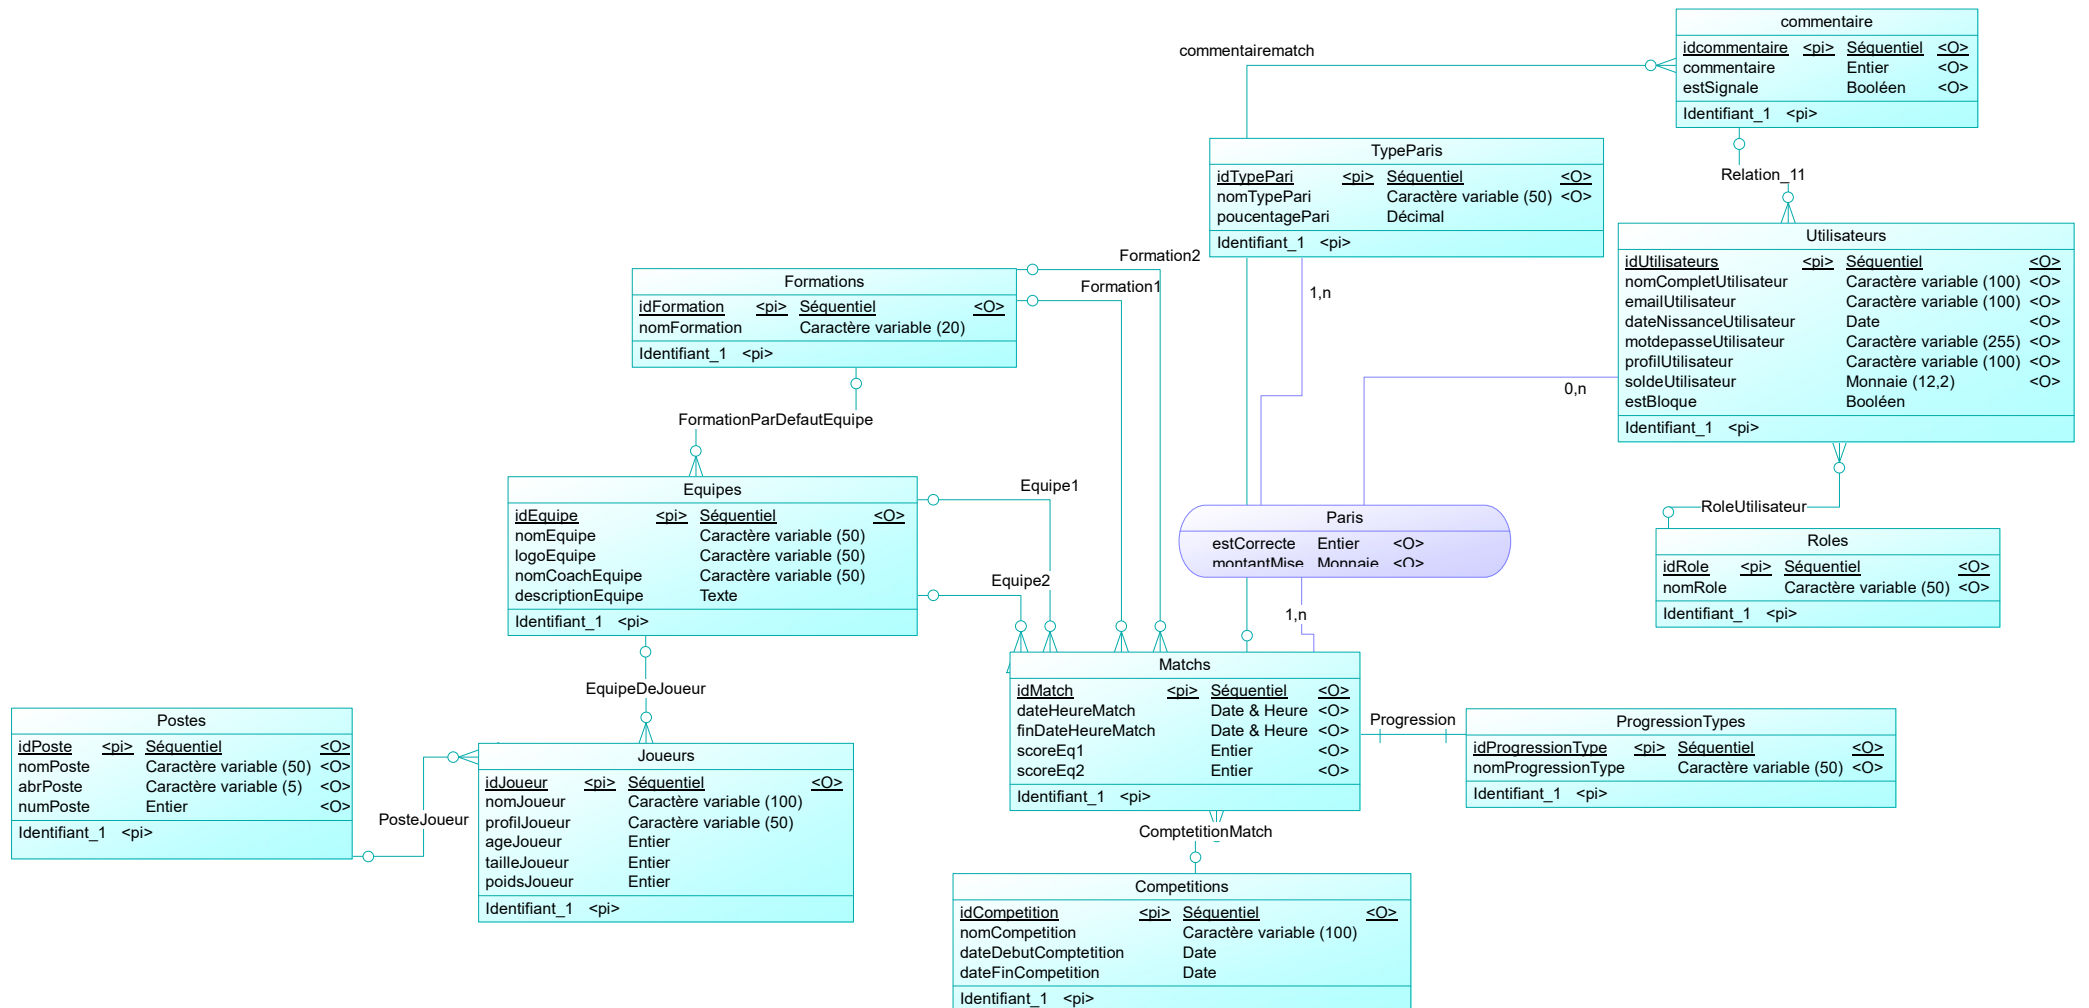 commentaire
idcommentaire <pi> Séquentiel <O>
commentaire Entier <O>
estSignale Booléen <O>
Identifiant_1 <pi>
commentairematch
TypeParis
idTypePari <pi> Séquentiel <O>
nomTypePari Caractère variable (50) <O>
poucentagePari Décimal
Identifiant_1 <pi>
Relation_11
Utilisateurs
idUtilisateurs <pi> Séquentiel <O>
nomCompletUtilisateur Caractère variable (100) <O>
emailUtilisateur Caractère variable (100) <O>
dateNissanceUtilisateur Date <O>
motdepasseUtilisateur Caractère variable (255) <O>
profilUtilisateur Caractère variable (100) <O>
soldeUtilisateur Monnaie (12,2) <O>
estBloque Booléen
Identifiant_1 <pi>
Formation2
Formation1
1,n
0,n
Formations
idFormation <pi> Séquentiel <O>
nomFormation Caractère variable (20)
Identifiant_1 <pi>
FormationParDefautEquipe
Equipes
idEquipe <pi> Séquentiel <O>
nomEquipe Caractère variable (50)
logoEquipe Caractère variable (50)
nomCoachEquipe Caractère variable (50)
descriptionEquipe Texte
Identifiant_1 <pi>
Equipe1
Equipe2
Paris
estCorrecte Entier <O>
montantMise Monnaie <O>
1,n
RoleUtilisateur
Roles
idRole <pi> Séquentiel <O>
nomRole Caractère variable (50) <O>
Identifiant_1 <pi>
EquipeDeJoueur
Matchs
idMatch <pi> Séquentiel <O>
dateHeureMatch Date & Heure <O>
finDateHeureMatch Date & Heure <O>
scoreEq1 Entier <O>
scoreEq2 Entier <O>
Identifiant_1 <pi>
Progression
ProgressionTypes
idProgressionType <pi> Séquentiel <O>
nomProgressionType Caractère variable (50) <O>
Identifiant_1 <pi>
Postes
idPoste <pi> Séquentiel <O>
nomPoste Caractère variable (50) <O>
abrPoste Caractère variable (5) <O>
numPoste Entier <O>
Identifiant_1 <pi>
PosteJoueur
Joueurs
idJoueur <pi> Séquentiel <O>
nomJoueur Caractère variable (100)
profilJoueur Caractère variable (50)
ageJoueur Entier
tailleJoueur Entier
poidsJoueur Entier
Identifiant_1 <pi>
ComptetitionMatch
Competitions
idCompetition <pi> Séquentiel <O>
nomCompetition Caractère variable (100)
dateDebutComptetition Date
dateFinCompetition Date
Identifiant_1 <pi>